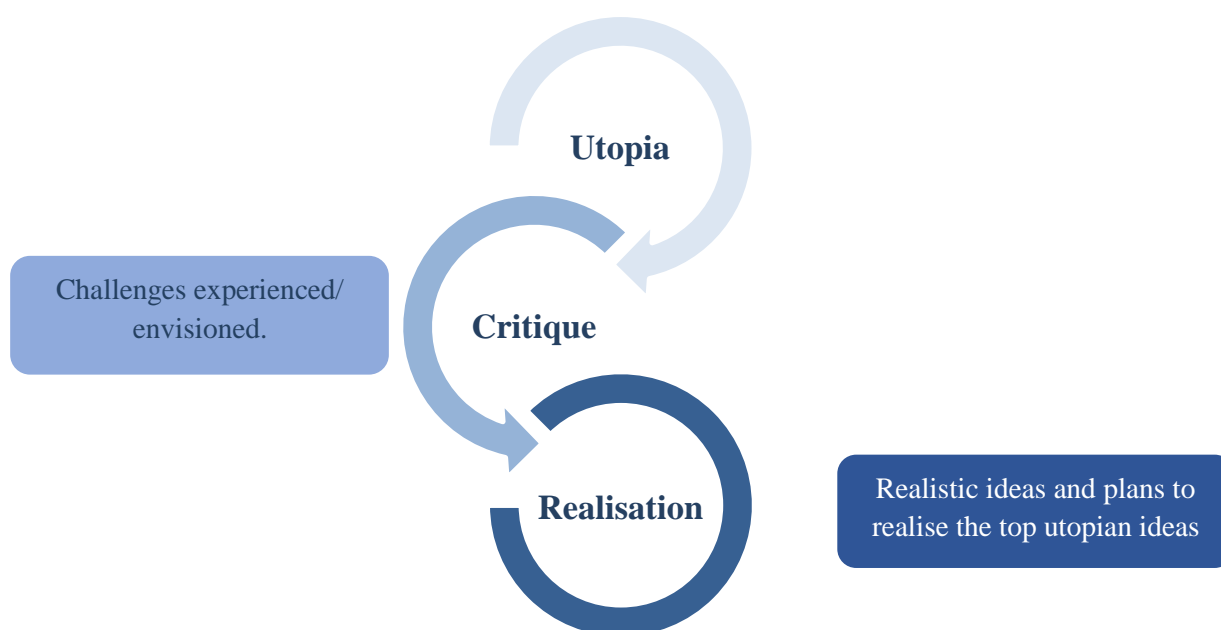 Utopia
Challenges experienced/
envisioned.
Critique
Realisation
Realistic ideas and plans to
realise the top utopian ideas